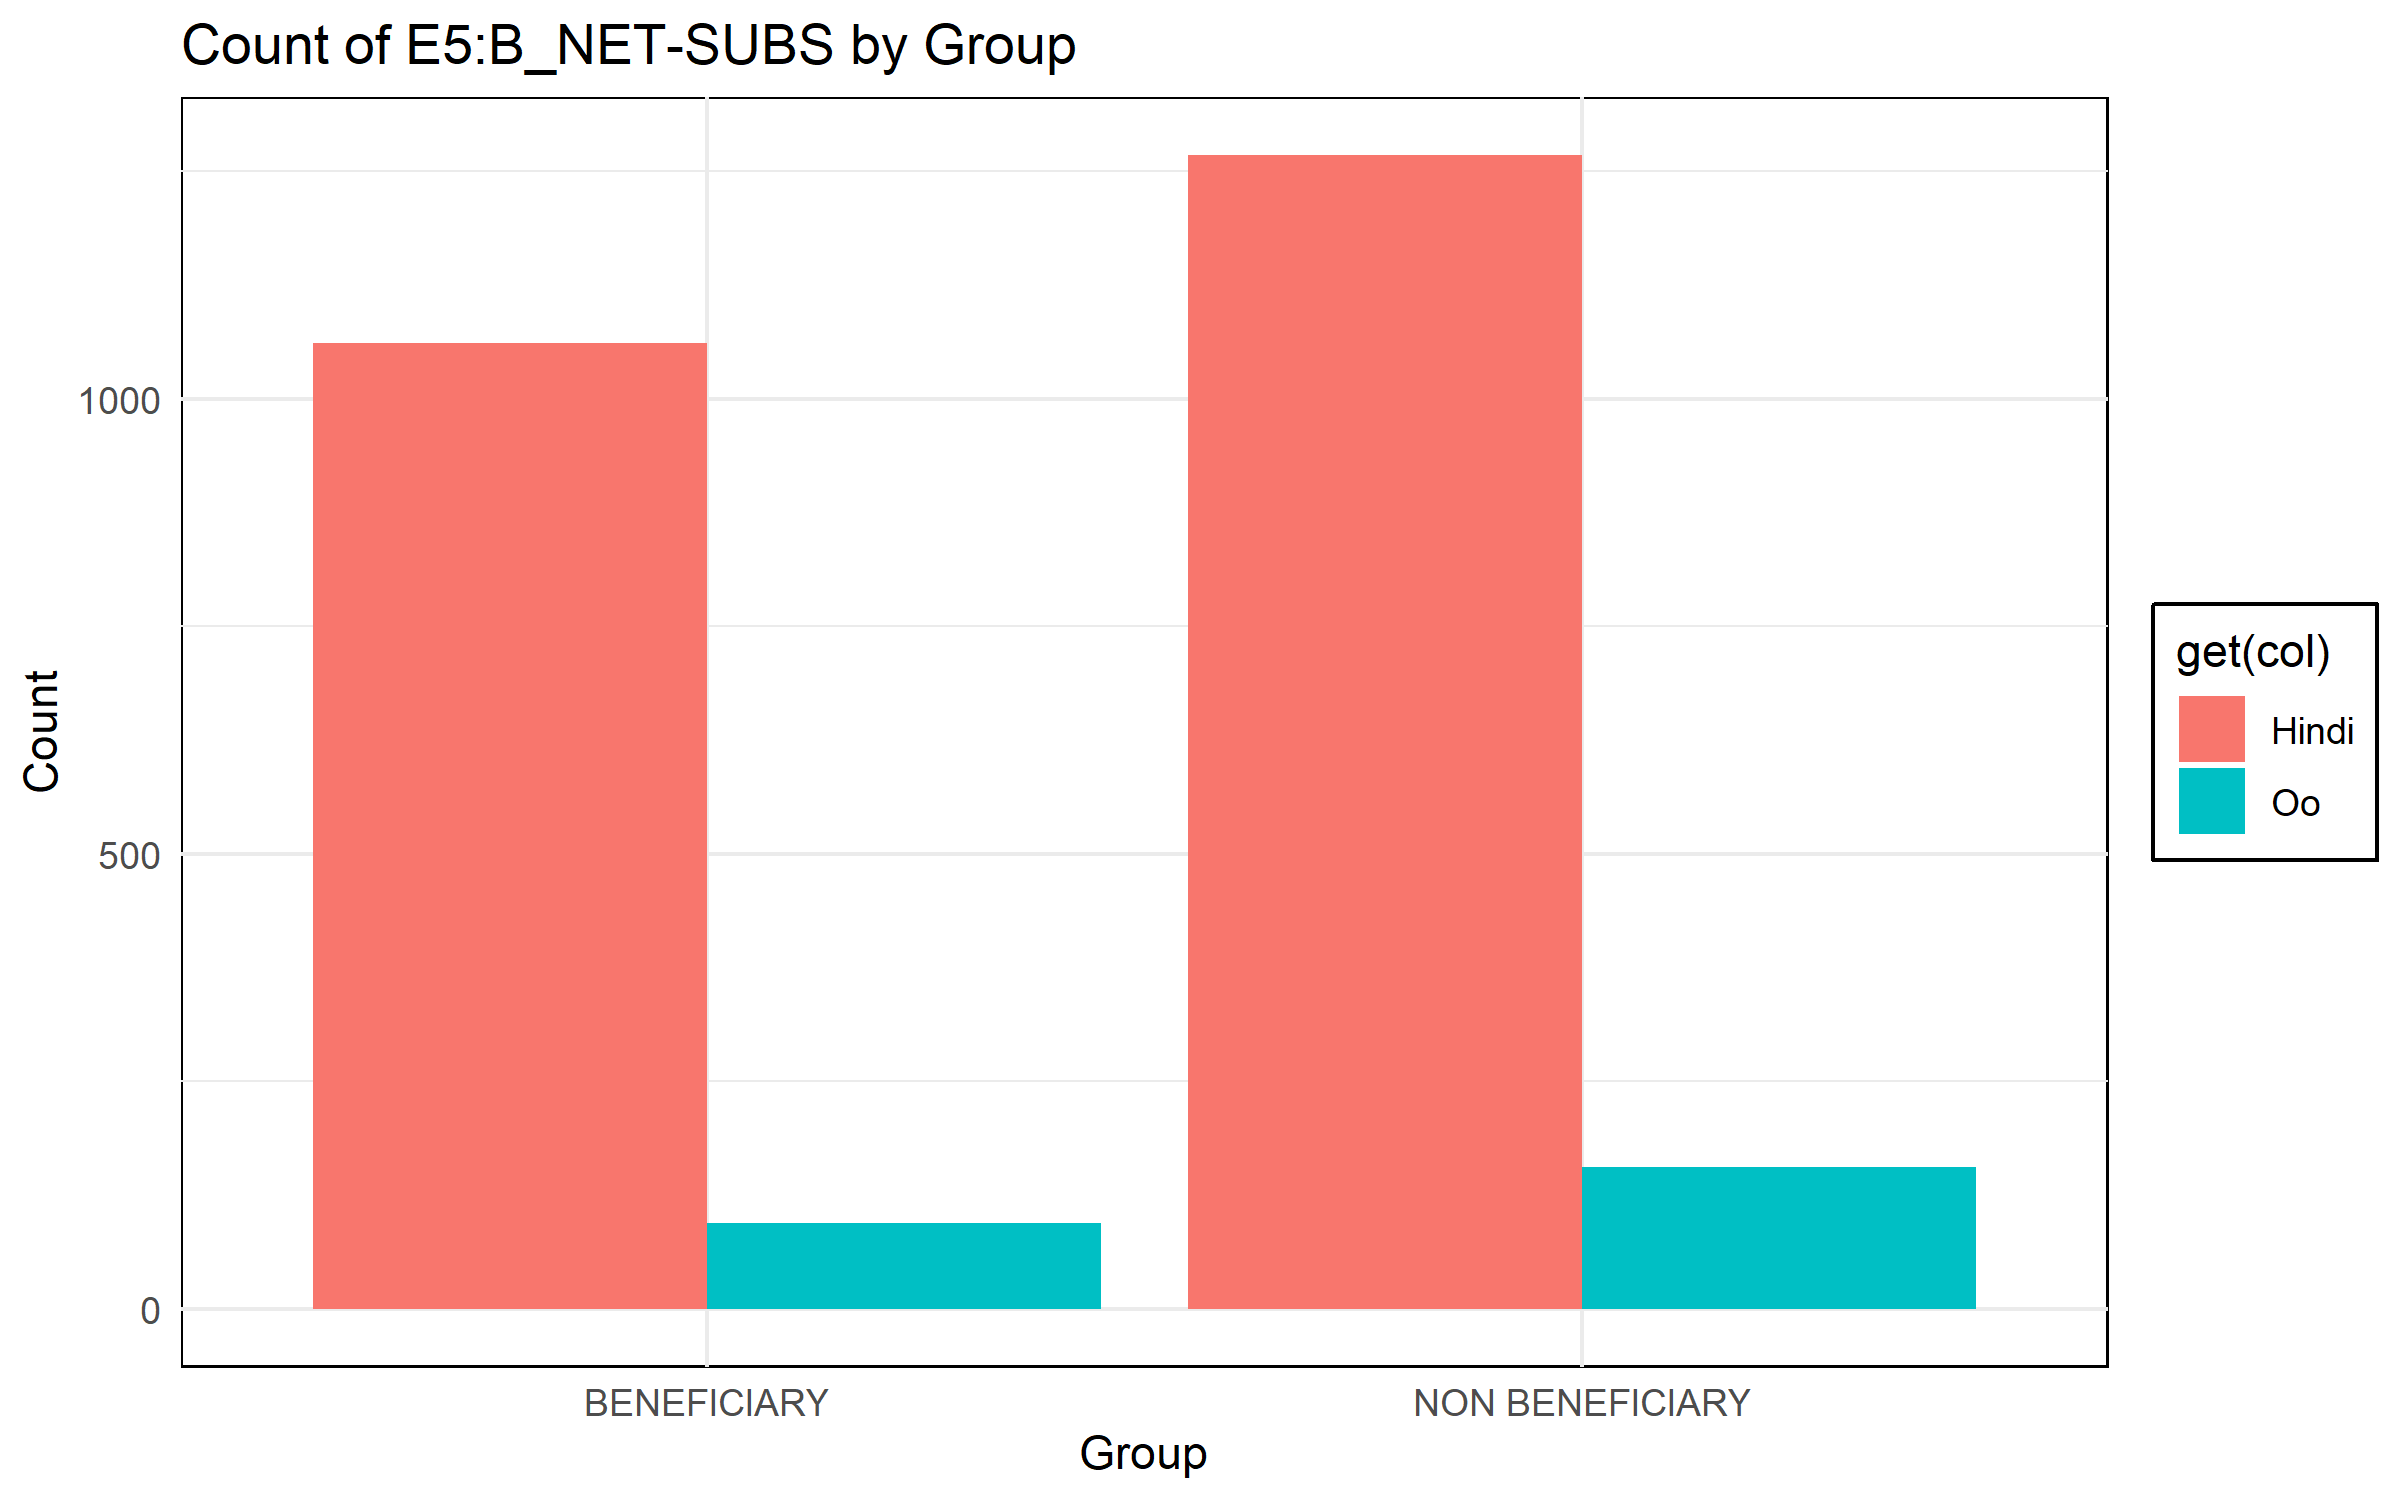 Count of E5:B_NET-SUBS by Group
Count
1000
500
0
BENEFICIARY
NON BENEFICIARY
Group
get(col)
Hindi
Oo